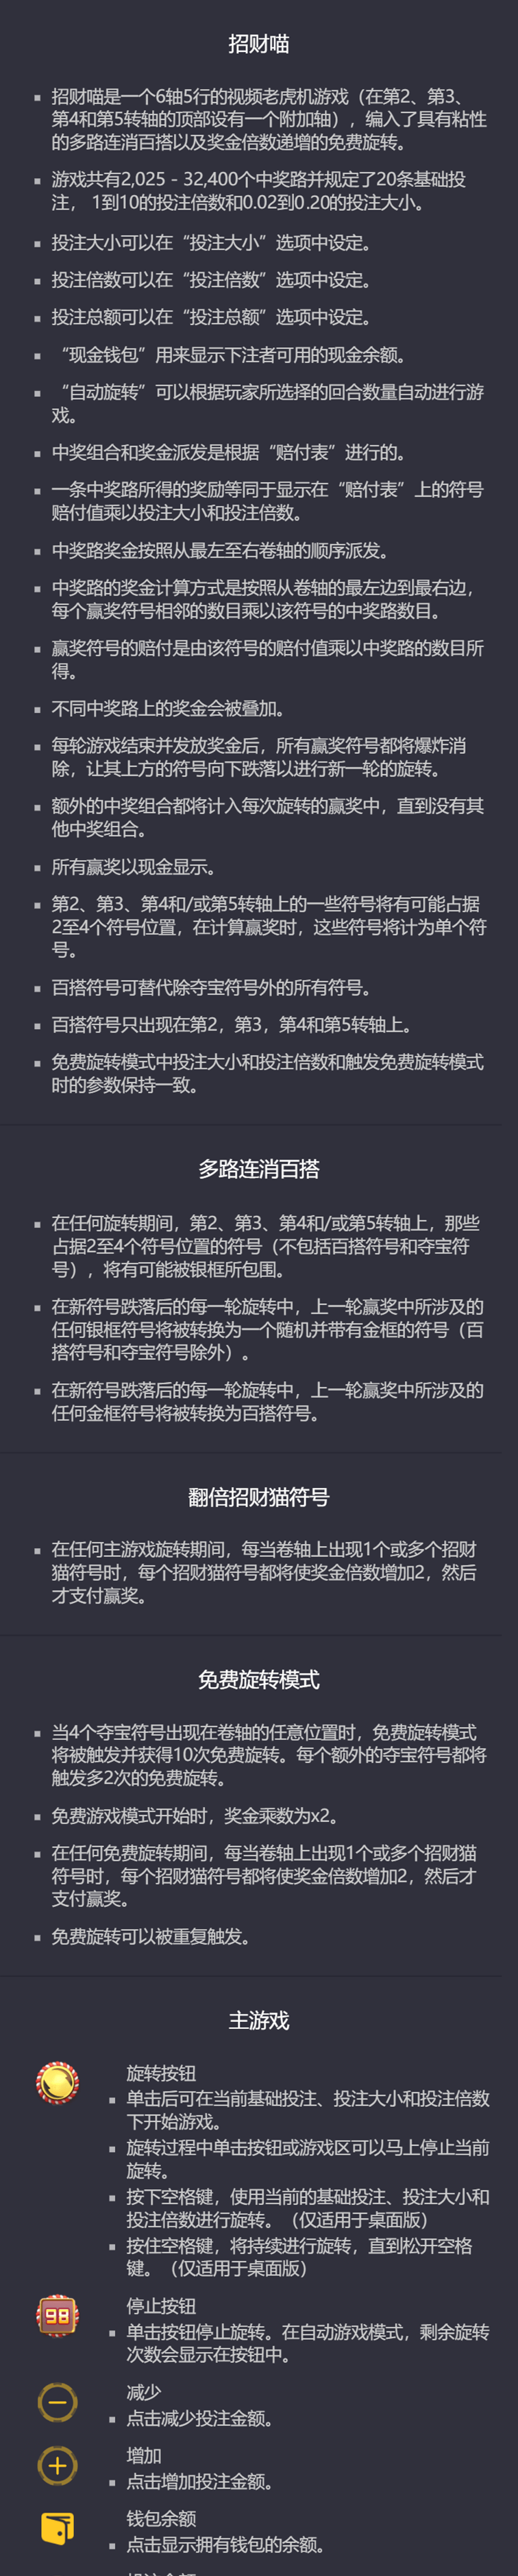 招财喵
招财喵是一个6轴5行的视频老虎机游戏（在第2、第3、
第4和第5转轴的顶部设有一个附加轴），编入了具有粘性
的多路连消百搭以及奖金倍数递增的免费旋转。
游戏共有2,025 - 32,400个中奖路并规定了20条基础投
注， 1到10的投注倍数和0.02到0.20的投注大小。
投注大小可以在“投注大小”选项中设定。
投注倍数可以在“投注倍数”选项中设定。
投注总额可以在“投注总额”选项中设定。
“现金钱包”用来显示下注者可用的现金余额。
“自动旋转”可以根据玩家所选择的回合数量自动进行游
戏。
中奖组合和奖金派发是根据“赔付表”进行的。
一条中奖路所得的奖励等同于显示在“赔付表”上的符号
赔付值乘以投注大小和投注倍数。
中奖路奖金按照从最左至右卷轴的顺序派发。
中奖路的奖金计算方式是按照从卷轴的最左边到最右边，
每个赢奖符号相邻的数目乘以该符号的中奖路数目。
赢奖符号的赔付是由该符号的赔付值乘以中奖路的数目所
得。
不同中奖路上的奖金会被叠加。
每轮游戏结束并发放奖金后，所有赢奖符号都将爆炸消
除，让其上方的符号向下跌落以进行新一轮的旋转。
额外的中奖组合都将计入每次旋转的赢奖中，直到没有其
他中奖组合。
所有赢奖以现金显示。
第2、第3、第4和/或第5转轴上的一些符号将有可能占据
2至4个符号位置，在计算赢奖时，这些符号将计为单个符
号。
百搭符号可替代除夺宝符号外的所有符号。
百搭符号只出现在第2，第3，第4和第5转轴上。
免费旋转模式中投注大小和投注倍数和触发免费旋转模式
时的参数保持一致。
多路连消百搭
在任何旋转期间，第2、第3、第4和/或第5转轴上，那些
占据2至4个符号位置的符号（不包括百搭符号和夺宝符
号），将有可能被银框所包围。
在新符号跌落后的每一轮旋转中，上一轮赢奖中所涉及的
任何银框符号将被转换为一个随机并带有金框的符号（百
搭符号和夺宝符号除外）。
在新符号跌落后的每一轮旋转中，上一轮赢奖中所涉及的
任何金框符号将被转换为百搭符号。
翻倍招财猫符号
在任何主游戏旋转期间，每当卷轴上出现1个或多个招财
猫符号时，每个招财猫符号都将使奖金倍数增加2，然后
才支付赢奖。
免费旋转模式
当4个夺宝符号出现在卷轴的任意位置时，免费旋转模式
将被触发并获得10次免费旋转。每个额外的夺宝符号都将
触发多2次的免费旋转。
免费游戏模式开始时，奖金乘数为x2。
在任何免费旋转期间，每当卷轴上出现1个或多个招财猫
符号时，每个招财猫符号都将使奖金倍数增加2，然后才
支付赢奖。
免费旋转可以被重复触发。
主游戏
旋转按钮
单击后可在当前基础投注、投注大小和投注倍数
下开始游戏。
旋转过程中单击按钮或游戏区可以马上停止当前
旋转。
按下空格键，使用当前的基础投注、投注大小和
投注倍数进行旋转。（仅适用于桌面版）
按住空格键，将持续进行旋转，直到松开空格
键。（仅适用于桌面版）
98
停止按钮
单击按钮停止旋转。在自动游戏模式，剩余旋转
次数会显示在按钮中。
减少
点击减少投注金额。
增加
点击增加投注金额。
钱包余额
点击显示拥有钱包的余额。